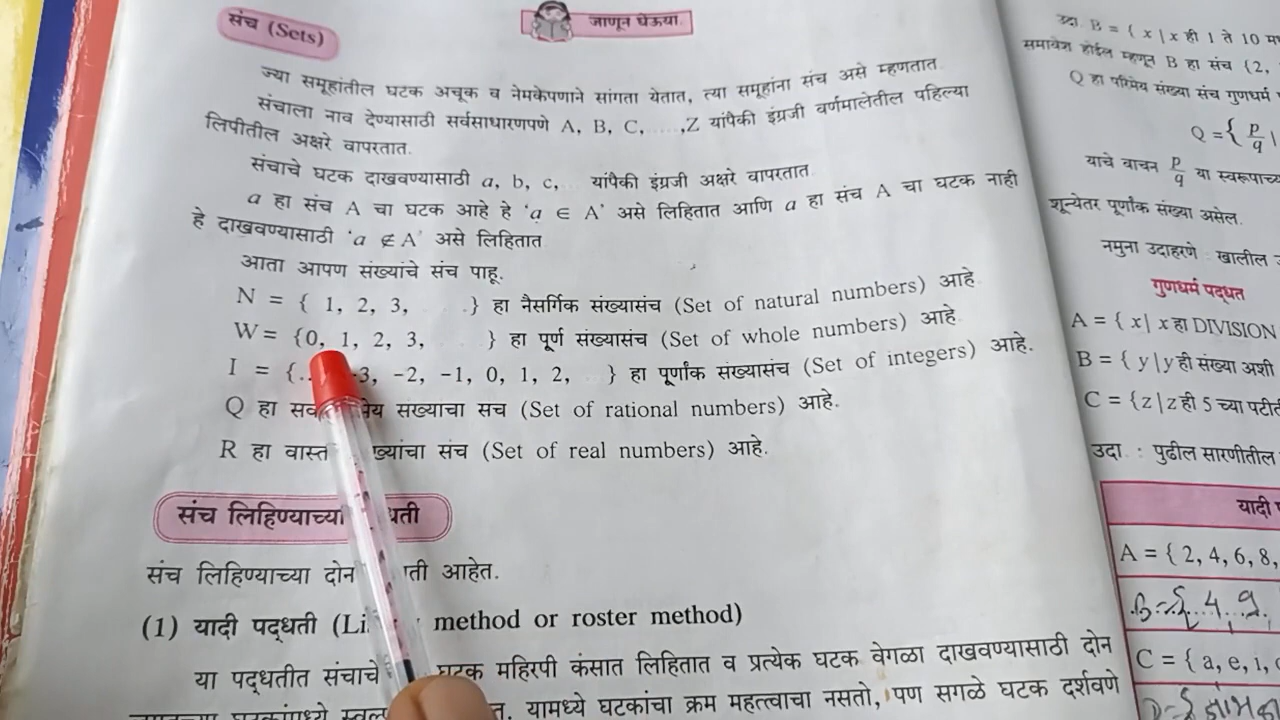 संच (Sets)
जाणून घेऊया.
ज्या समूहांतील घटक अचूक व नेमकेपणाने सांगता येतात, त्या समूहांना संच असे म्हणतात.
संचाला नाव देण्यासाठी सर्वसाधारणपणे A, B, C, ....,Z यांपैकी इंग्रजी वर्णमालेतील पहिल्या
लिपीतील अक्षरे वापरतात.
संचाचे घटक दाखवण्यासाठी a, b, c, यांपैकी इंग्रजी अक्षरे वापरतात
a हा संच A चा घटक आहे हे ‘a ∈ A’ असे लिहितात आणि a हा संच A चा घटक नाही
हे दाखवण्यासाठी ‘a ∉ A’ असे लिहितात
आता आपण संख्यांचे संच पाहू.
N = { 1, 2, 3, } हा नैसर्गिक संख्यासंच (Set of natural numbers) आहे.
W = {0, 1, 2, 3, } हा पूर्ण संख्यासंच (Set of whole numbers) आहे.
I = {.. -3, -2, -1, 0, 1, 2, } हा पूर्णांक संख्यासंच (Set of integers) आहे.
Q हा संख्यांचा संच (Set of rational numbers) आहे.
R हा संच (Set of real numbers) आहे.
संच लिहिण्याच्या
संच लिहिण्याच्या दोन आहेत.
(1) यादी पद्धती ( method or roster method)
या पद्धतीत संचाचे घटक महिरपी कंसात लिहितात व प्रत्येक घटक वेगळा दाखवण्यासाठी दोन
यामध्ये घटकांचा क्रम महत्त्वाचा नसतो, पण सगळे घटक दर्शवणे
उदा. B = { x | x ही 1 ते 10
समावेश होईल म्हणून B हा संच {2,
Q हा परिमेय संख्या संच गुणधर्म
Q = { p/q |
याचे वाचन p/q या स्वरूपाच्या
शून्येतर पूर्णांक संख्या असेल.
नमुना उदाहरणे : खालील
गुणधर्म पद्धत
A = { x| x हा DIVISION
B = { y|y ही संख्या अशी
C = {z|z ही 5 च्या पटीत
उदा. : पुढील सारणीतील
यादी
A = { 2, 4, 6, 8,
C = { a, e, i,